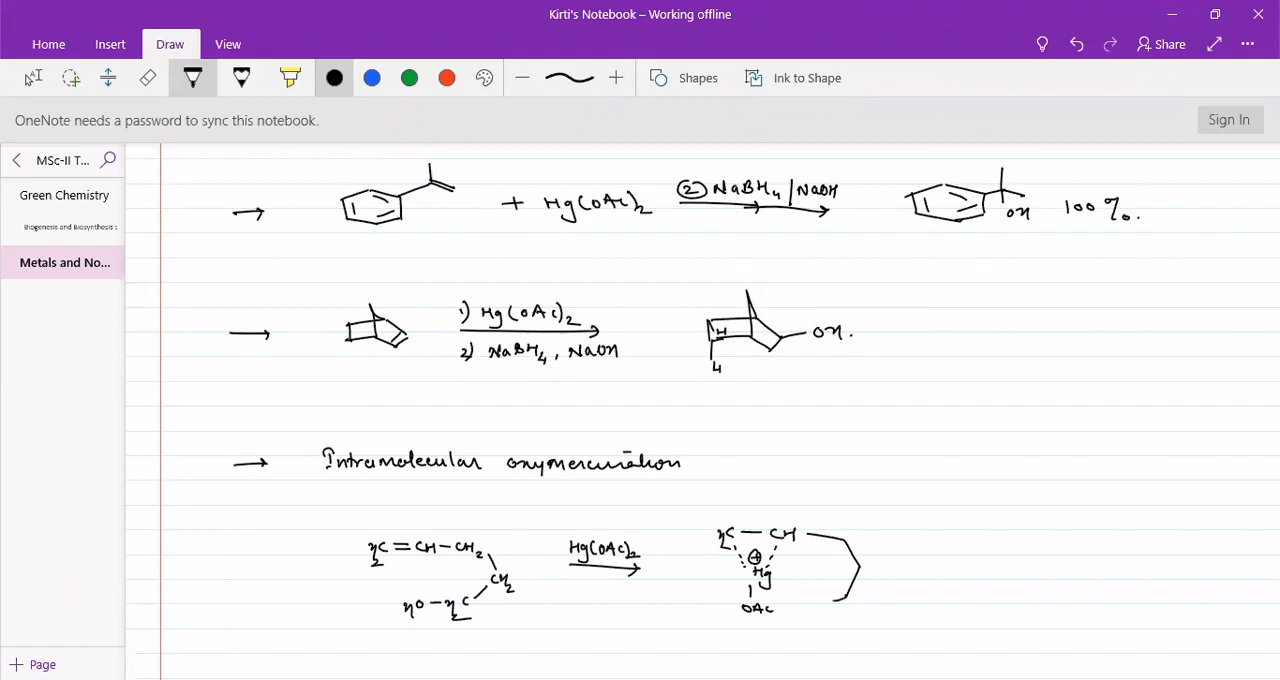 Kirti's Notebook – Working offline
Home Insert Draw View
Share
Shapes Ink to Shape
OneNote needs a password to sync this notebook.
Sign In
MSc-II T...
Green Chemistry
Biogenesis and Biosynthesis :
Metals and No...
+ Hg(OAc)2 ② NaBH4/NaOH OH 100%.
1) Hg(OAc)2
2) NaBH4, NaOH
OH.
H
Intramolecular oxymercuration
H2C=CH-CH2
CH2
HO-H2C
Hg(OAc)2
H2C—CH
⊕
Hg
OAc
Page